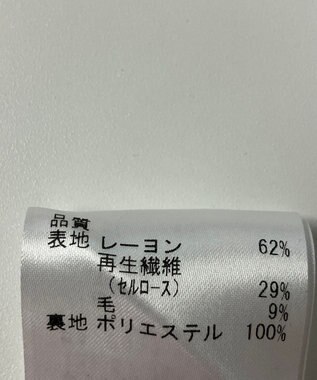 品質
表地 レーヨン 62%
再生繊維
(セルロース) 29%
毛 9%
裏地 ポリエステル 100%